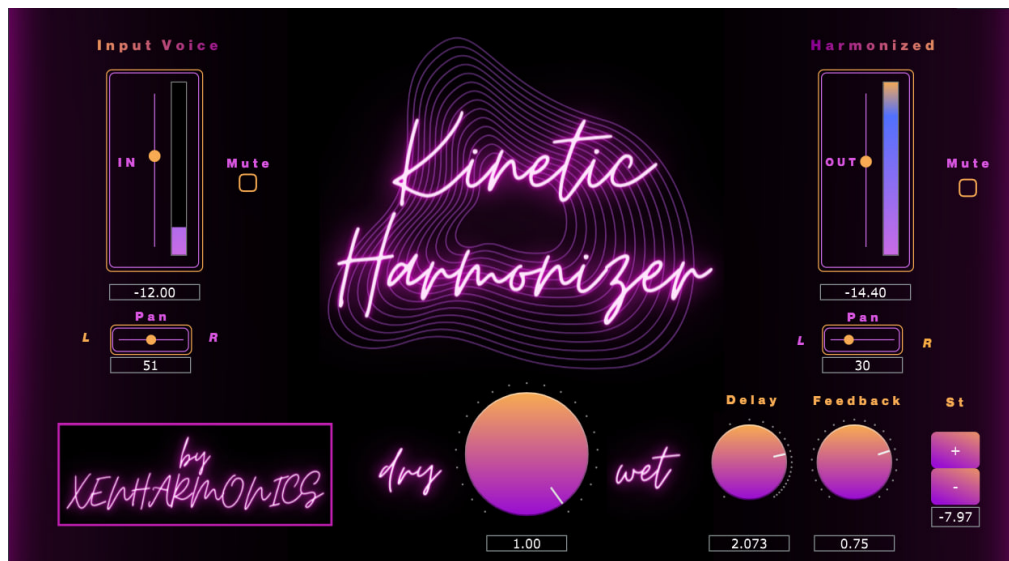 Input Voice
Harmonized
Kinetic
Harmonizer
IN
Mute
OUT
Mute
-12.00
-14.40
Pan
L
R
51
Pan
L
R
30
by
XENHARMONICS
dry
wet
1.00
Delay
2.073
Feedback
0.75
St
+
-
-7.97